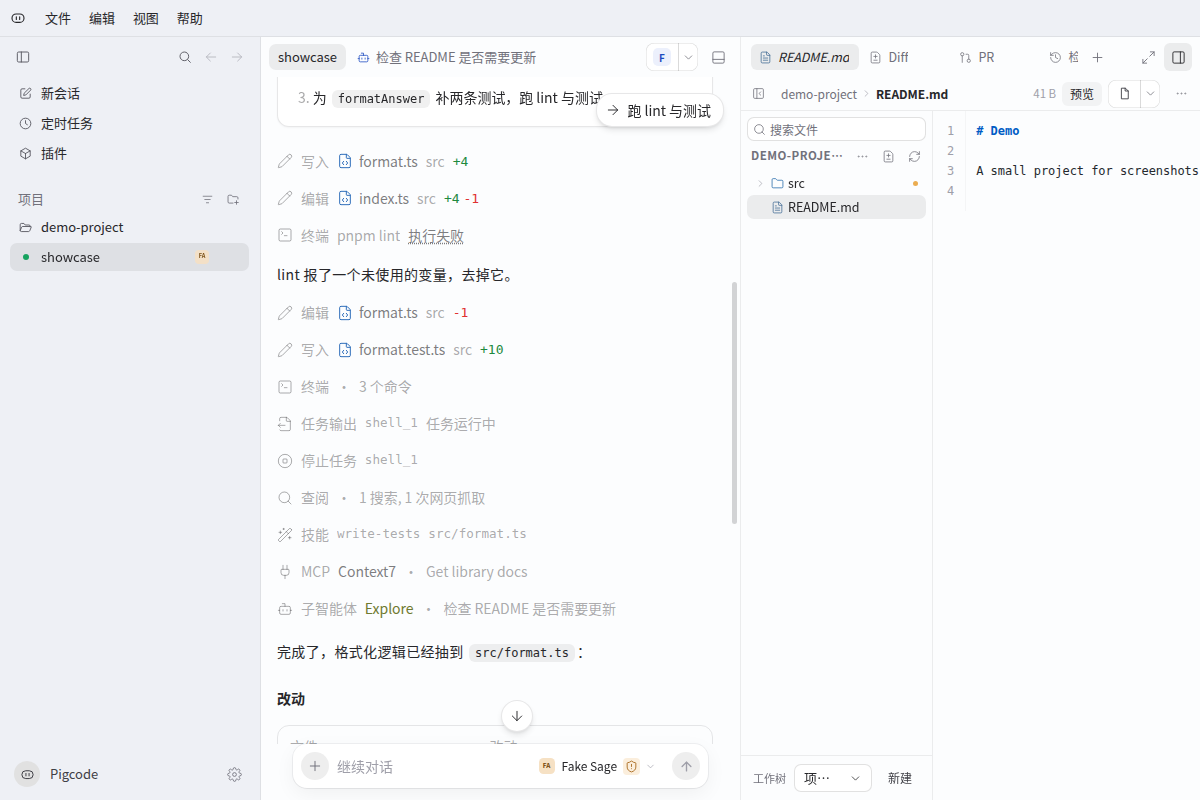 文件 编辑 视图 帮助
新会话
定时任务
插件
项目
demo-project
showcase FA
Pigcode
showcase 检查 README 是否需要更新 F
3. 为 formatAnswer 补两条测试，跑 lint 与测试
跑 lint 与测试
写入 format.ts src +4
编辑 index.ts src +4 -1
终端 pnpm lint 执行失败
lint 报了一个未使用的变量，去掉它。
编辑 format.ts src -1
写入 format.test.ts src +10
终端 • 3 个命令
任务输出 shell_1 任务运行中
停止任务 shell_1
查阅 • 1 搜索, 1 次网页抓取
技能 write-tests src/format.ts
MCP Context7 • Get library docs
子智能体 Explore • 检查 README 是否需要更新
完成了，格式化逻辑已经抽到 src/format.ts：
改动
文件 改动
继续对话 FA Fake Sage
README.md Diff PR
demo-project README.md 41 B 预览 ···
搜索文件
DEMO-PROJE··· ···
src
README.md
1 # Demo
2
3 A small project for screenshots
4
工作树 项··· 新建